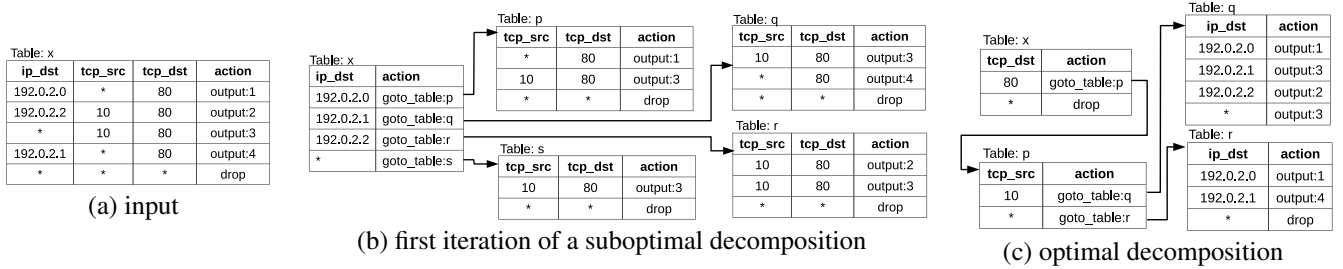 Table: x
ip_dst tcp_src tcp_dst action
192.0.2.0 * 80 output:1
192.0.2.2 10 80 output:2
* 10 80 output:3
192.0.2.1 * 80 output:4
* * * drop
(a) input
Table: x
ip_dst action
192.0.2.0 goto_table:p
192.0.2.1 goto_table:q
192.0.2.2 goto_table:r
* goto_table:s
Table: p
tcp_src tcp_dst action
* 80 output:1
10 80 output:3
* * drop
Table: q
tcp_src tcp_dst action
10 80 output:3
* 80 output:4
* * drop
Table: r
tcp_src tcp_dst action
10 80 output:2
10 80 output:3
* * drop
Table: s
tcp_src tcp_dst action
10 80 output:3
* * drop
(b) first iteration of a suboptimal decomposition
Table: x
tcp_dst action
80 goto_table:p
* drop
Table: p
tcp_src action
10 goto_table:q
* goto_table:r
Table: q
ip_dst action
192.0.2.0 output:1
192.0.2.1 output:3
192.0.2.2 output:2
* output:3
Table: r
ip_dst action
192.0.2.0 output:1
192.0.2.1 output:4
* drop
(c) optimal decomposition